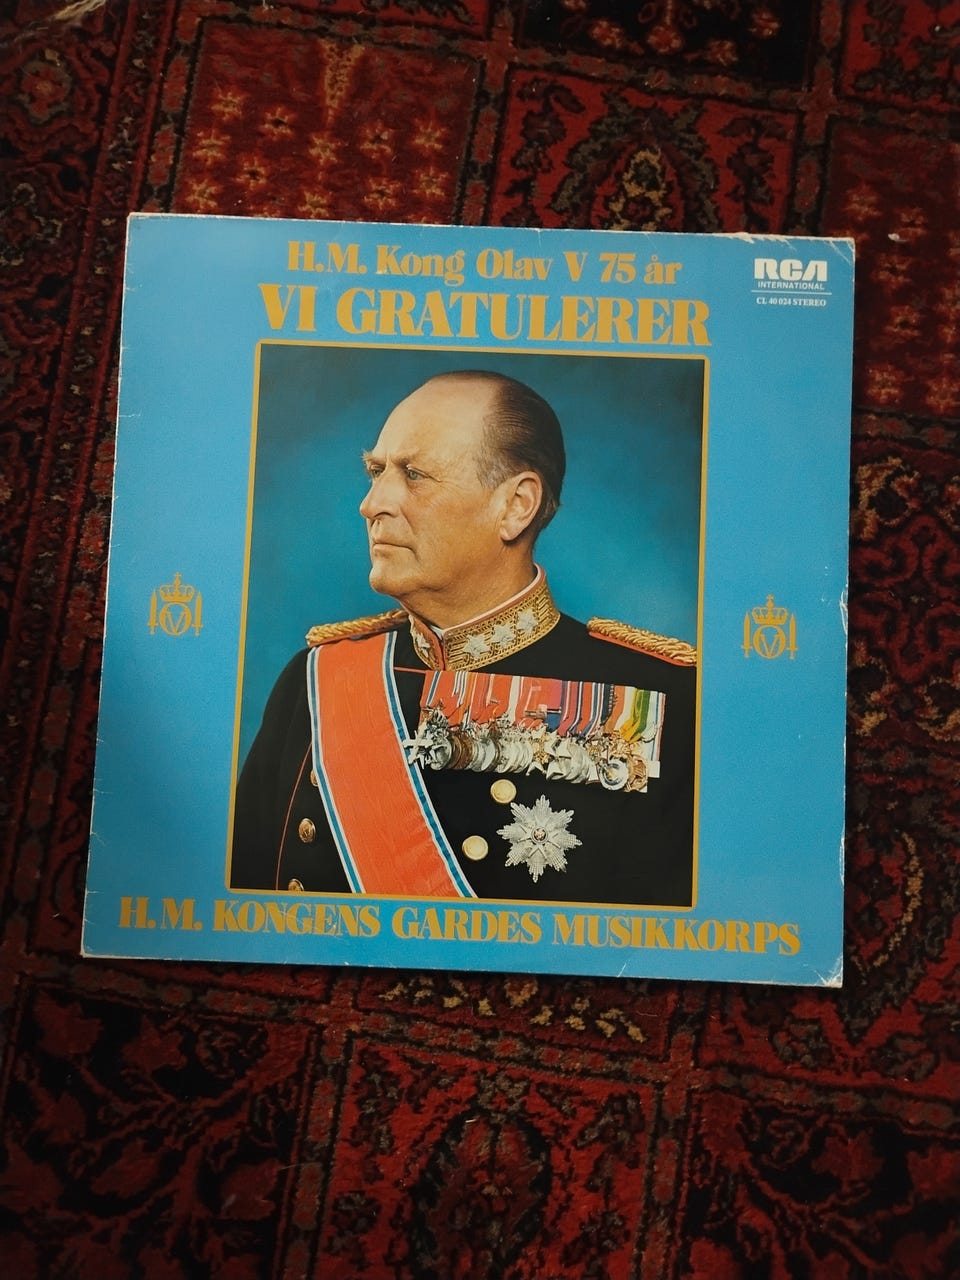 H.M. Kong Olav V 75 år
VI GRATULERER
RCA
INTERNATIONAL
CL 40 024 STEREO
H. M. KONGENS GARDES MUSIKKORPS